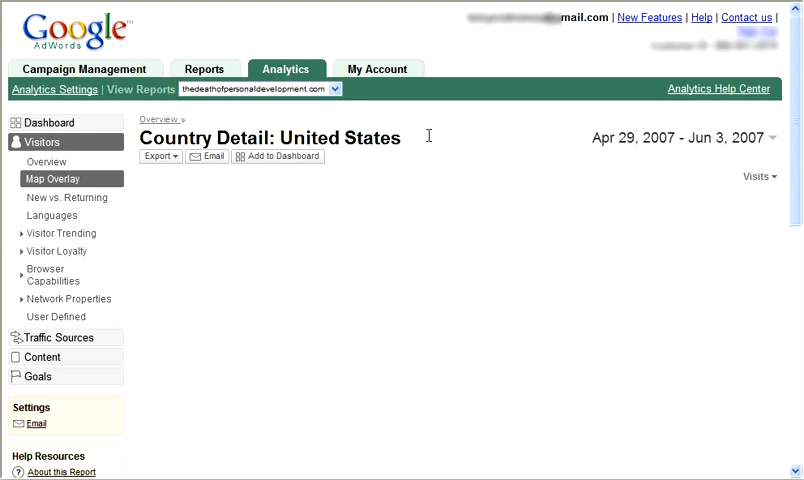 Google™
AdWords
mail.com | New Features | Help | Contact us |
Campaign Management
Reports
Analytics
My Account
Analytics Settings | View Reports thedeathofpersonaldevelopment.com
Analytics Help Center
Dashboard
Visitors
Overview
Map Overlay
New vs. Returning
Languages
Visitor Trending
Visitor Loyalty
Browser
Capabilities
Network Properties
User Defined
Traffic Sources
Content
Goals
Settings
Email
Help Resources
? About this Report
Overview »
Country Detail: United States
Apr 29, 2007 - Jun 3, 2007
Export
Email
Add to Dashboard
Visits